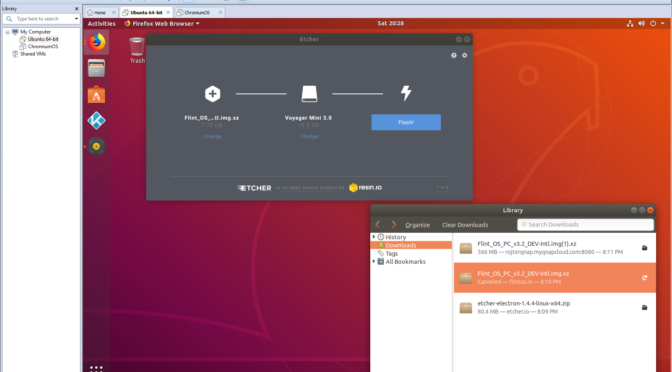 Library
Type here to search
My Computer
Ubuntu 64-bit
ChromiumOS
Shared VMs
Home
Ubuntu 64-bit
ChromiumOS
Activities
Firefox Web Browser
Sat 20:28
Trash
Etcher
Flint_OS_...tl.img.xz
Change
Voyager Mini 3.0
Change
Flash!
ETCHER
is an open source project by
resin.io
1.4.4
Library
Organize
Clear Downloads
Search Downloads
History
Downloads
Tags
All Bookmarks
Flint_OS_PC_v3.2_DEV-Intl.img(1).xz
566 MB — rojtenpnap.myqnapcloud.com:8080 — 8:11 PM
Flint_OS_PC_v3.2_DEV-Intl.img.xz
Canceled — flintos.io — 8:10 PM
etcher-electron-1.4.4-linux-x64.zip
80.4 MB — etcher.io — 8:09 PM